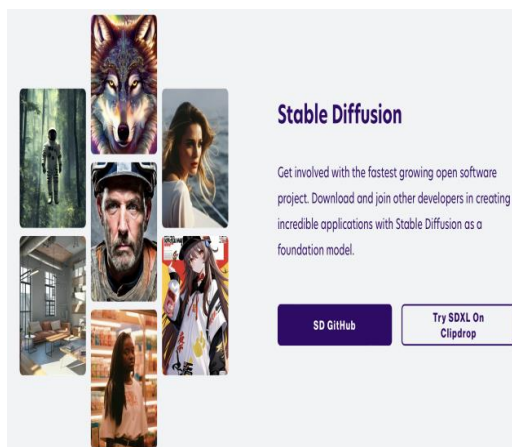 Stable Diffusion
Get involved with the fastest growing open software
project. Download and join other developers in creating
incredible applications with Stable Diffusion as a
foundation model.
SD GitHub
Try SDXL On
Clipdrop